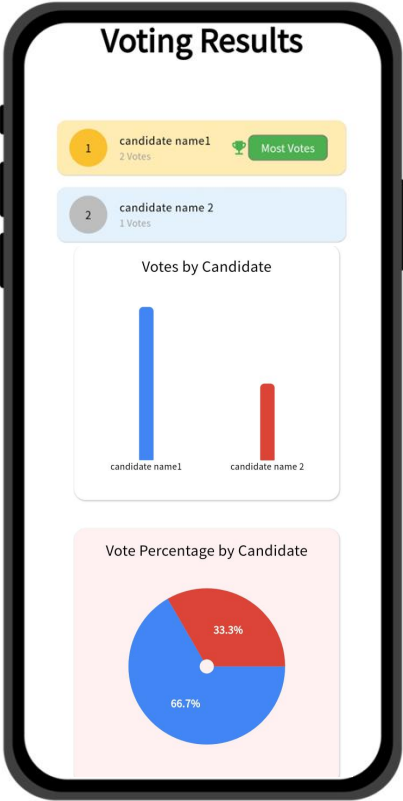 Voting Results
1
candidate name1
2 Votes
Most Votes
2
candidate name 2
1 Votes
Votes by Candidate
candidate name1
candidate name 2
Vote Percentage by Candidate
33.3%
66.7%